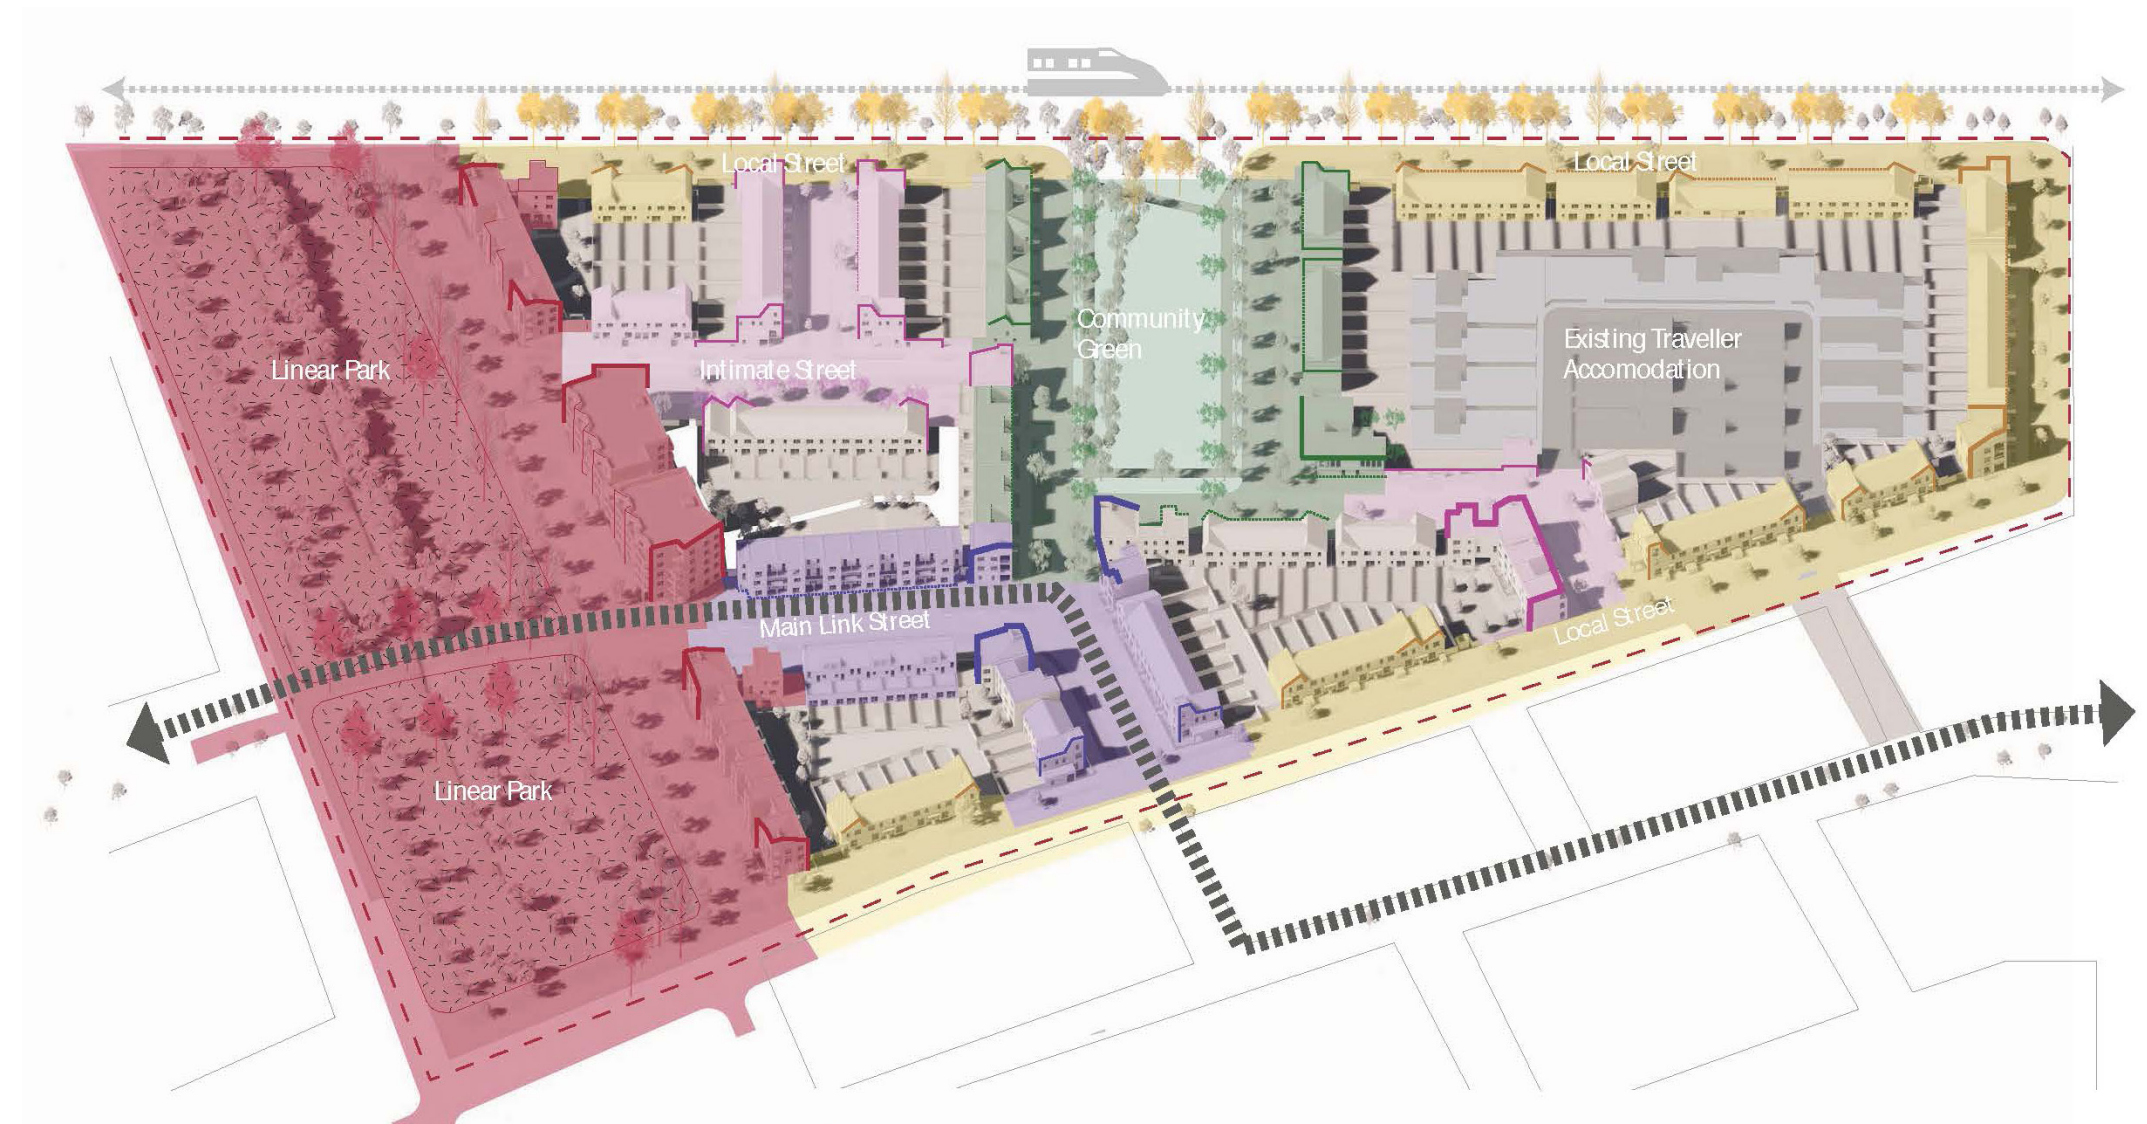 Local Street
Local Street
Community
Green
Existing Traveller
Accomodation
Linear Park
Intimate Street
Main Link Street
Local Street
Linear Park